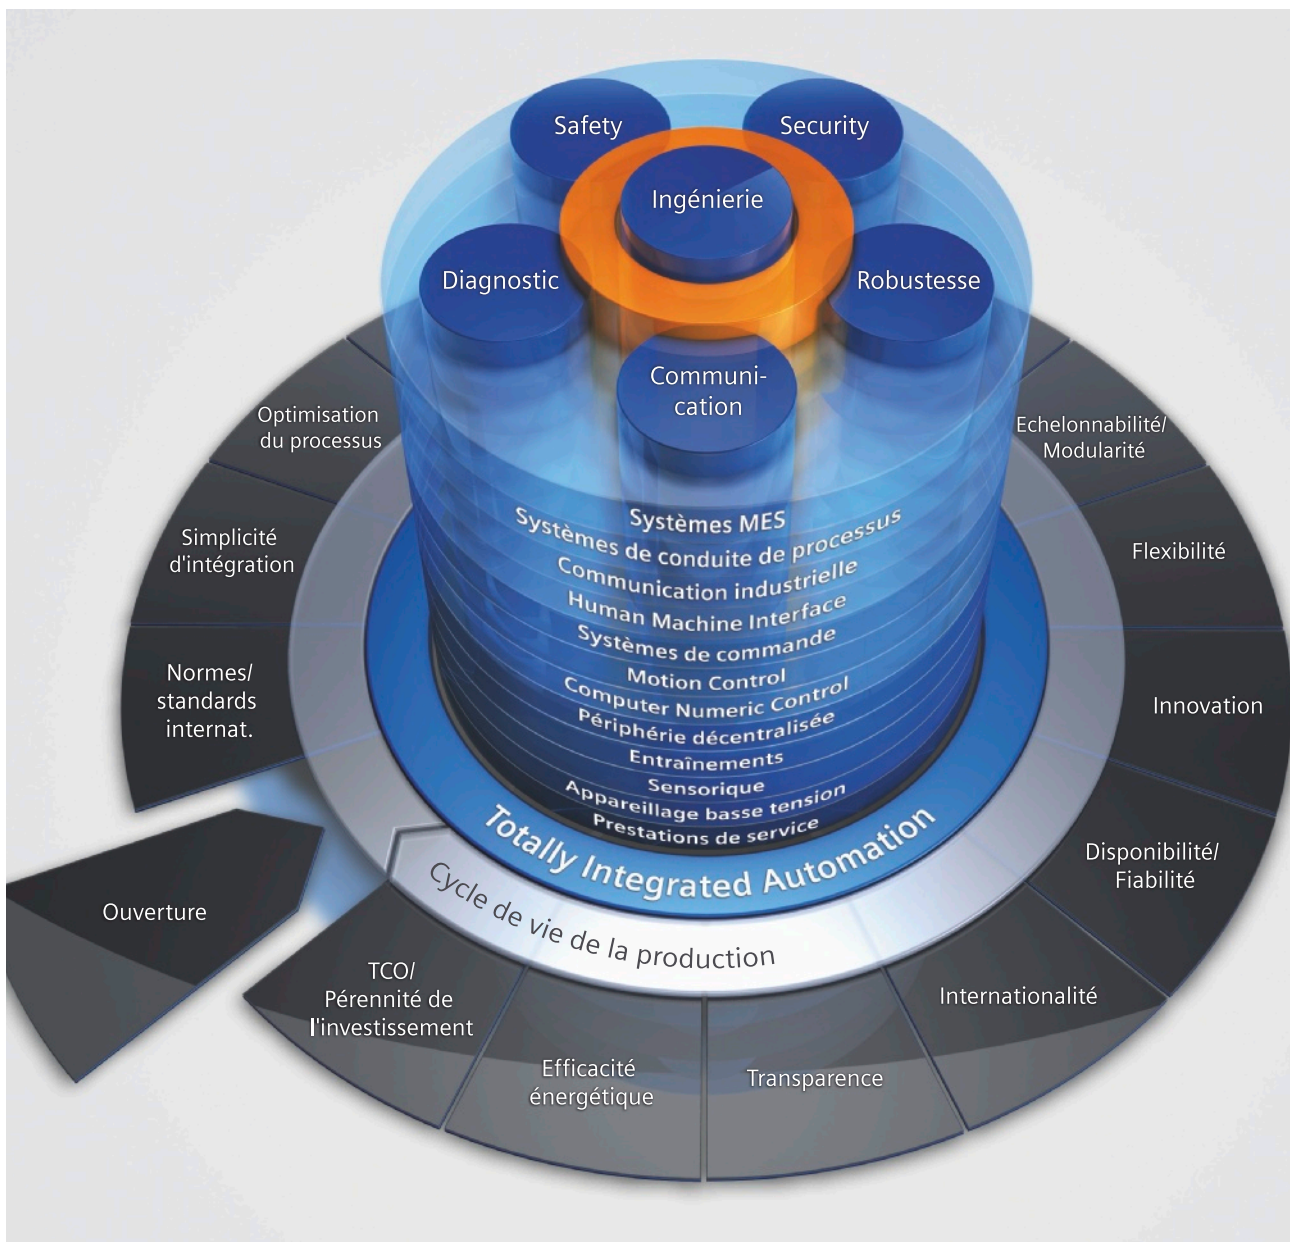 Safety
Security
Ingénierie
Diagnostic
Robustesse
Communi-
cation
Optimisation
du processus
Echelonnabilité/
Modularité
Simplicité
d'intégration
Flexibilité
Normes/
standards
internat.
Innovation
Systèmes MES
Systèmes de conduite de processus
Communication industrielle
Human Machine Interface
Systèmes de commande
Motion Control
Computer Numeric Control
Périphérie décentralisée
Entraînements
Sensorique
Appareillage basse tension
Prestations de service
Totally Integrated Automation
Cycle de vie de la production
Disponibilité/
Fiabilité
Ouverture
TCO/
Pérennité de
l'investissement
Internationalité
Efficacité
énergétique
Transparence